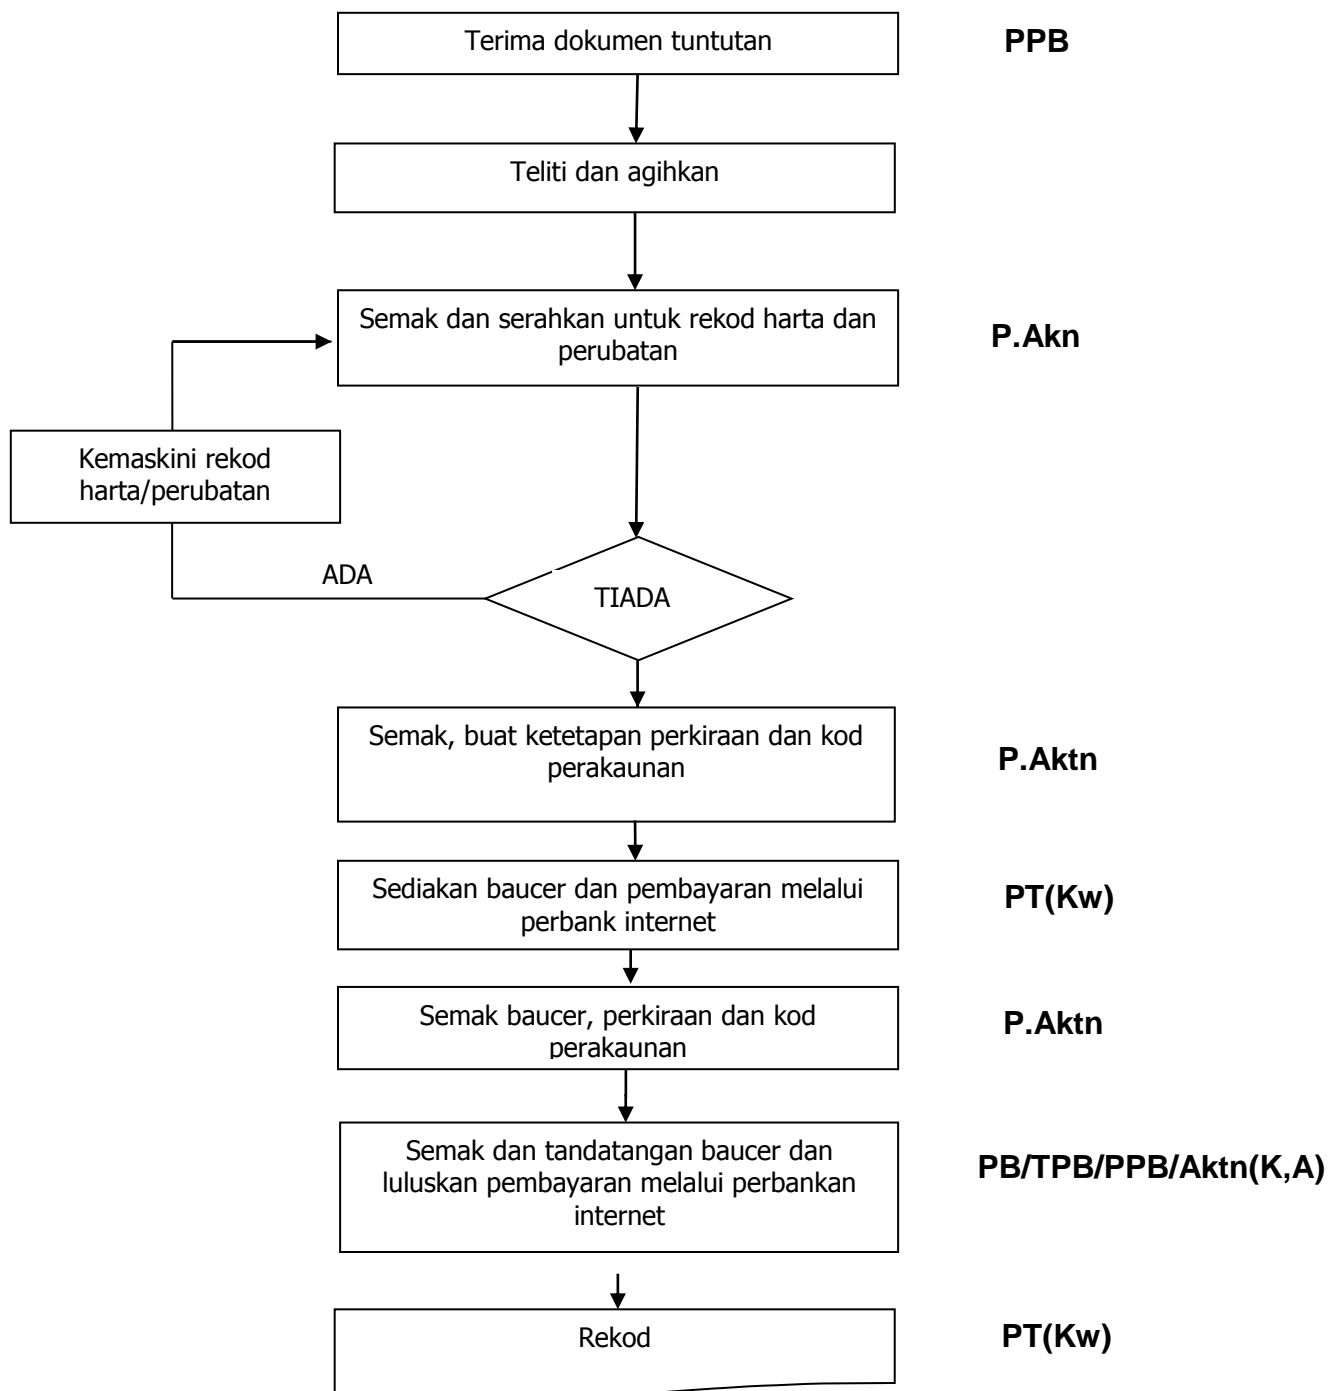 Terima dokumen tuntutan
PPB
Teliti dan agihkan
Semak dan serahkan untuk rekod harta dan
perubatan
P.Akn
Kemaskini rekod
harta/perubatan
ADA
TIADA
Semak, buat ketetapan perkiraan dan kod
perakaunan
P.Aktn
Sediakan baucer dan pembayaran melalui
perbank internet
PT(Kw)
Semak baucer, perkiraan dan kod
perakaunan
P.Aktn
Semak dan tandatangan baucer dan
luluskan pembayaran melalui perbankan
internet
PB/TPB/PPB/Aktn(K,A)
Rekod
PT(Kw)